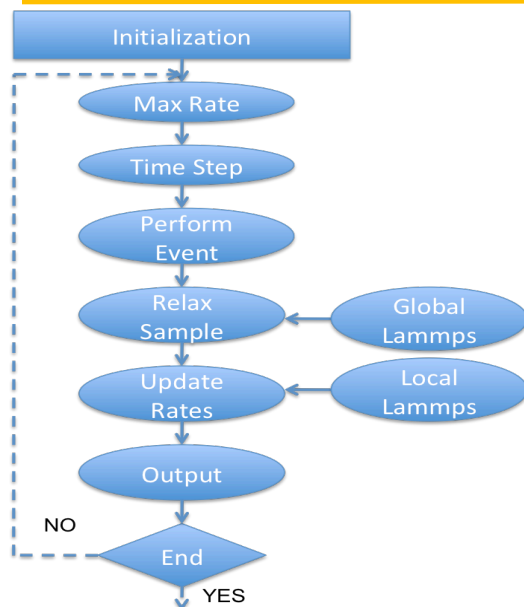 Initialization
Max Rate
Time Step
Perform
Event
Relax
Sample
Global
Lammps
Update
Rates
Local
Lammps
Output
NO
End
YES